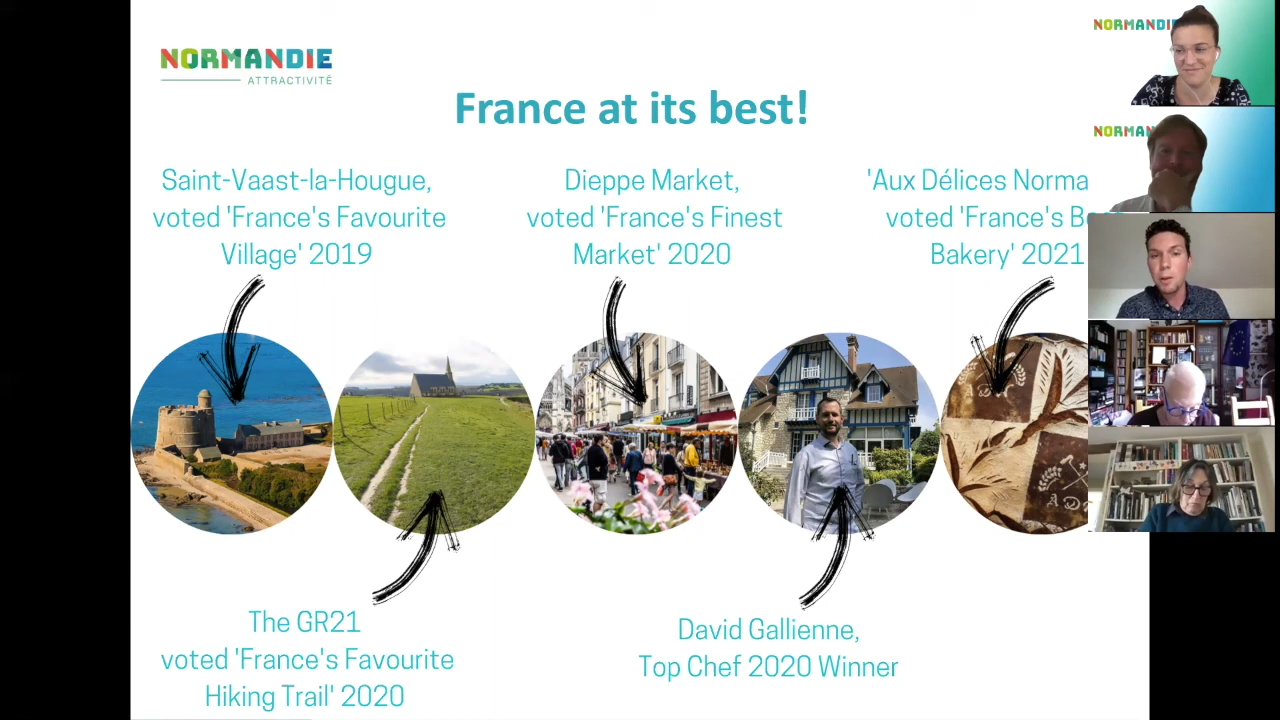 NORMANDIE
ATTRACTIVITÉ
France at its best!
Saint-Vaast-la-Hougue,
voted 'France's Favourite
Village' 2019
Dieppe Market,
voted 'France's Finest
Market' 2020
'Aux Délices
voted 'France's
Bakery' 2021
The GR21
voted 'France's Favourite
Hiking Trail' 2020
David Gallienne,
Top Chef 2020 Winner